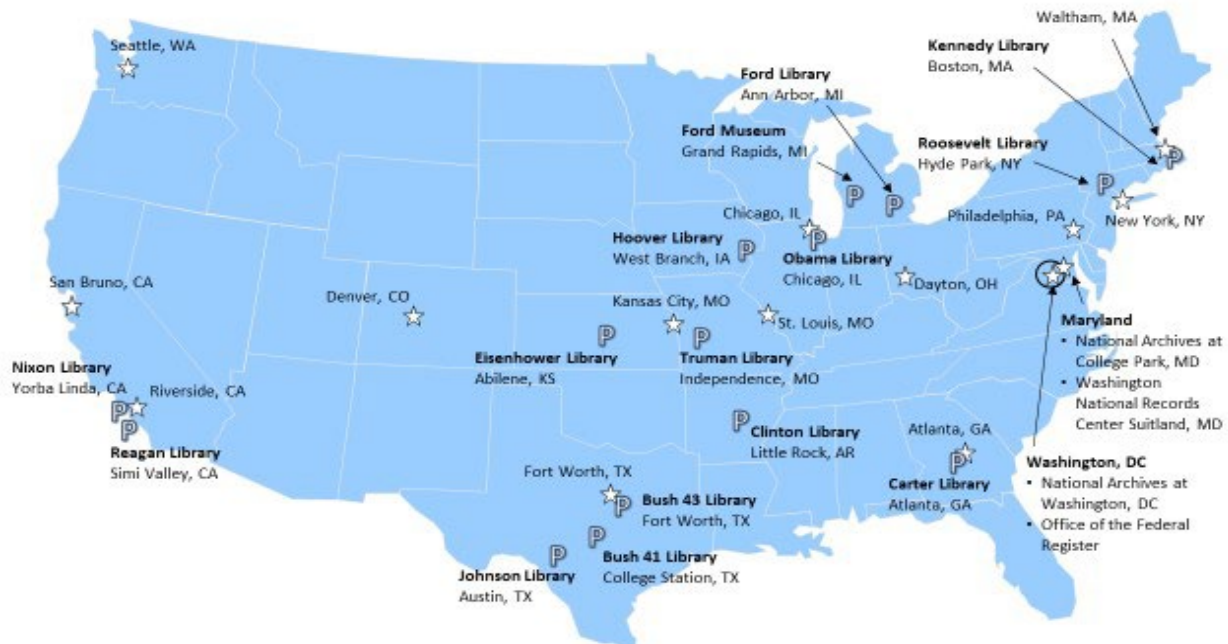 Waltham, MA
Seattle, WA
Kennedy Library
Boston, MA
Ford Library
Ann Arbor, MI
Ford Museum
Grand Rapids, MI
Roosevelt Library
Hyde Park, NY
P
P
P
P
Chicago, IL
Philadelphia, PA
New York, NY
Hoover Library
West Branch, IA
P
P
Obama Library
Chicago, IL
Dayton, OH
San Bruno, CA
Denver, CO
Kansas City, MO
St. Louis, MO
Maryland
• National Archives at
College Park, MD
• Washington
National Records
Center Suitland, MD
P
Eisenhower Library
Abilene, KS
P
Truman Library
Independence, MO
Nixon Library
Yorba Linda, CA
Riverside, CA
P
P
Reagan Library
Simi Valley, CA
P
Clinton Library
Little Rock, AR
Atlanta, GA
P
Carter Library
Atlanta, GA
Washington, DC
• National Archives at
Washington, DC
• Office of the Federal
Register
Fort Worth, TX
P
Bush 43 Library
Fort Worth, TX
P
Bush 41 Library
College Station, TX
P
Johnson Library
Austin, TX